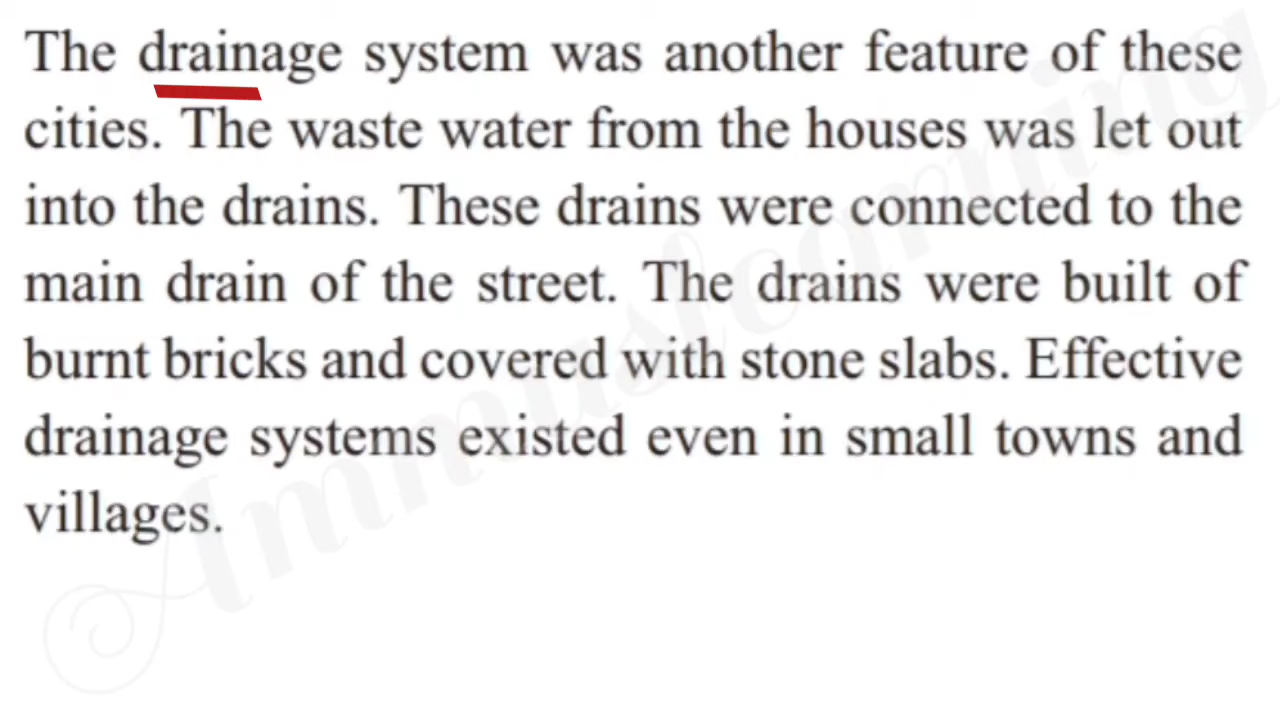 The drainage system was another feature of these
cities. The waste water from the houses was let out
into the drains. These drains were connected to the
main drain of the street. The drains were built of
burnt bricks and covered with stone slabs. Effective
drainage systems existed even in small towns and
villages.
Ammuslearning